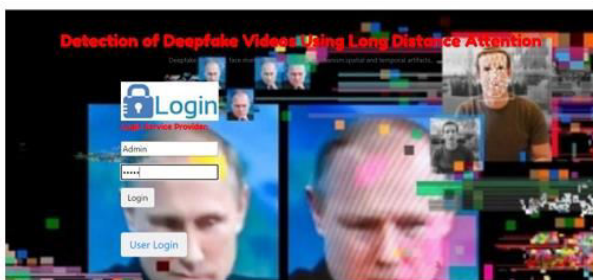 Detection of Deepfake Videos Using Long Distance Attention
Login
Login Service Provider
Admin
•••••
Login
User Login